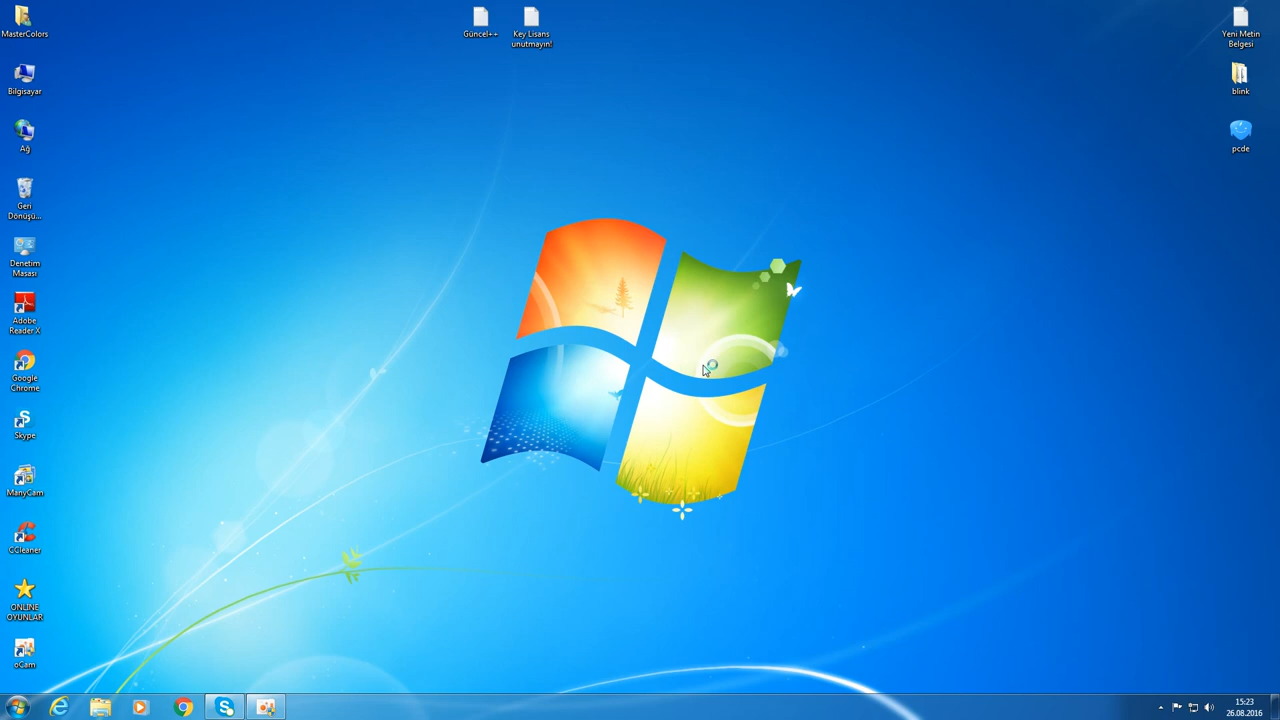 MasterColors
Bilgisayar
Ağ
Geri
Dönüşü...
Denetim
Masası
Adobe
Reader X
Google
Chrome
Skype
ManyCam
CCleaner
ONLINE
OYUNLAR
oCam
Güncel++
Key Lisans
unutmayın!
Yeni Metin
Belgesi
blink
pcde
15:23
26.08.2016